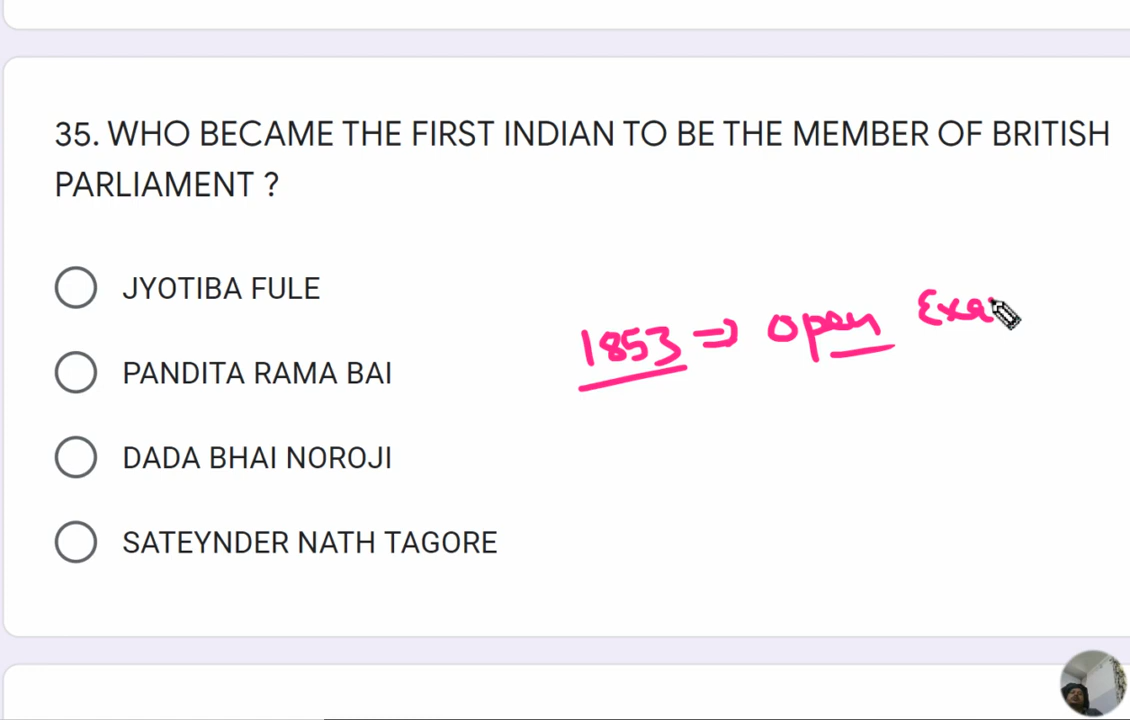 35. WHO BECAME THE FIRST INDIAN TO BE THE MEMBER OF BRITISH
PARLIAMENT ?
JYOTIBA FULE
1853 => open Exa
PANDITA RAMA BAI
DADA BHAI NOROJI
SATEYNDER NATH TAGORE